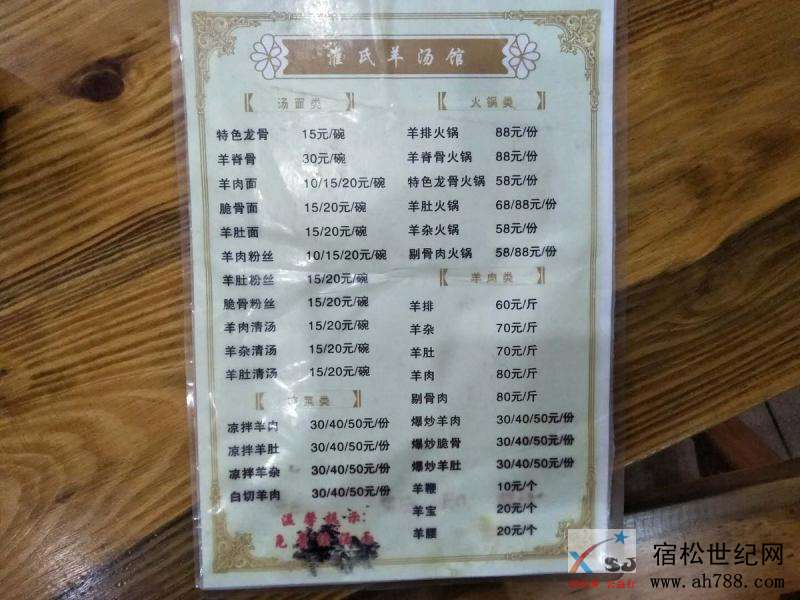 淮氏羊汤馆
汤面类
特色龙骨 15元/碗
羊脊骨 30元/碗
羊肉面 10/15/20元/碗
脆骨面 15/20元/碗
羊肚面 15/20元/碗
羊肉粉丝 10/15/20元/碗
羊肚粉丝 15/20元/碗
脆骨粉丝 15/20元/碗
羊肉清汤 15/20元/碗
羊杂清汤 15/20元/碗
羊肚清汤 15/20元/碗
凉菜类
凉拌羊肉 30/40/50元/份
凉拌羊肚 30/40/50元/份
凉拌羊杂 30/40/50元/份
白切羊肉 30/40/50元/份
温馨提示:
免费
火锅类
羊排火锅 88元/份
羊脊骨火锅 88元/份
特色龙骨火锅 58元/份
羊肚火锅 68/88元/份
羊杂火锅 58元/份
剔骨肉火锅 58/88元/份
羊肉类
羊排 60元/斤
羊杂 70元/斤
羊肚 70元/斤
羊肉 80元/斤
剔骨肉 80元/斤
爆炒羊肉 30/40/50元/份
爆炒脆骨 30/40/50元/份
爆炒羊肚 30/40/50元/份
羊鞭 10元/个
羊宝 20元/个
羊腰 20元/个
宿松世纪网
www.ah788.com